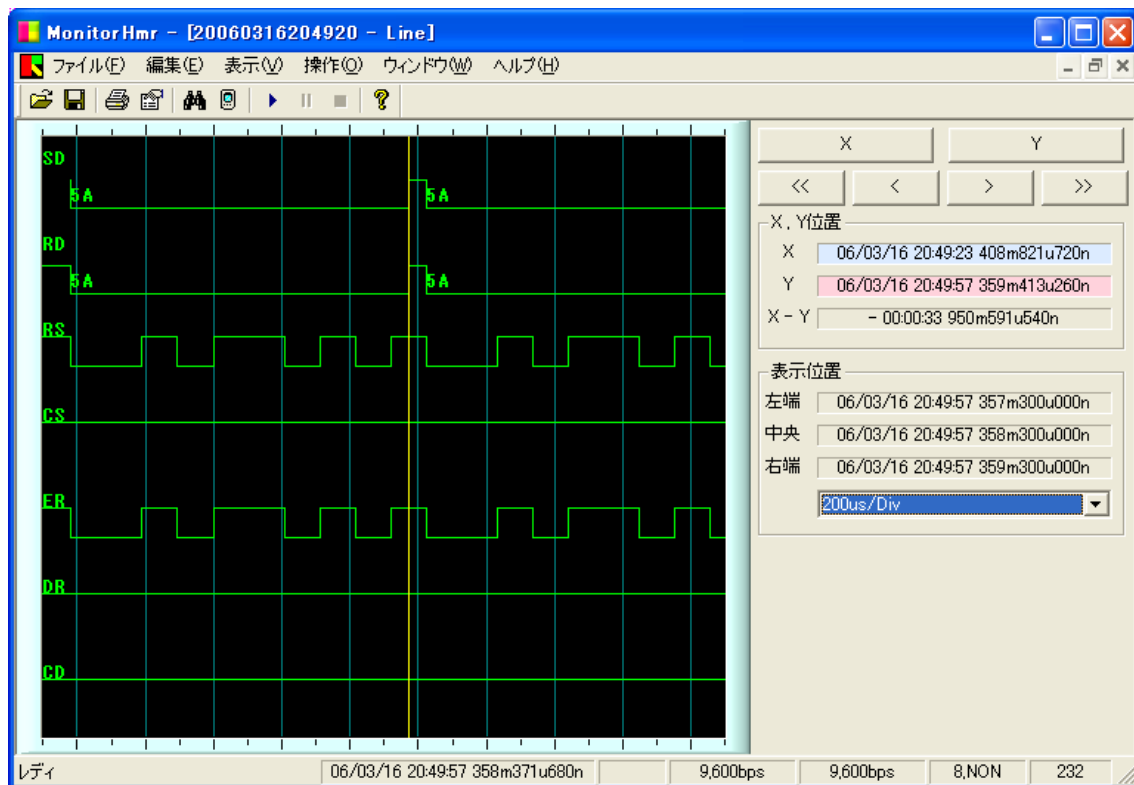 MonitorHmr - [20060316204920 - Line]
ファイル(F) 編集(E) 表示(V) 操作(O) ウィンドウ(W) ヘルプ(H)
SD
5A 5A
RD
5A 5A
RS
CS
ER
DR
CD
X Y
<< < > >>
X, Y位置
X 06/03/16 20:49:23 408m821u720n
Y 06/03/16 20:49:57 359m413u260n
X - Y - 00:00:33 950m591u540n
表示位置
左端 06/03/16 20:49:57 357m300u000n
中央 06/03/16 20:49:57 358m300u000n
右端 06/03/16 20:49:57 359m300u000n
200us/Div
レディ 06/03/16 20:49:57 358m371u680n 9,600bps 9,600bps 8,NON 232